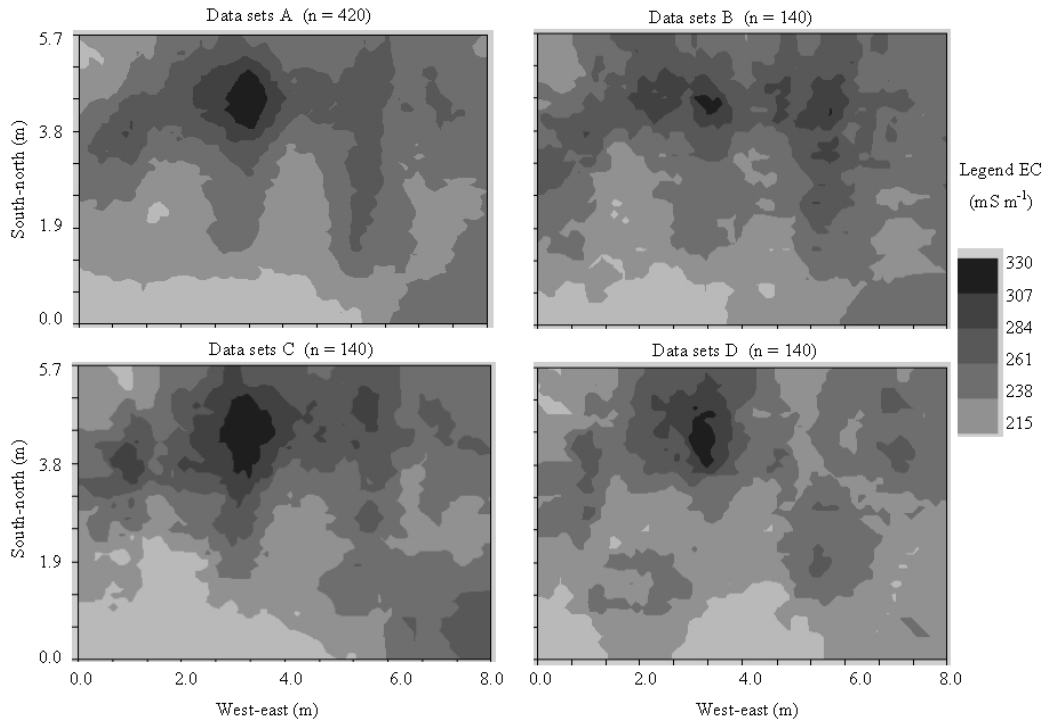 Data sets A (n = 420)
Data sets B (n = 140)
5.7
3.8
1.9
0.0
South-north (m)
Legend EC
(mS m⁻¹)
330
307
284
261
238
215
Data sets C (n = 140)
Data sets D (n = 140)
5.7
3.8
1.9
0.0
South-north (m)
0.0 2.0 4.0 6.0 8.0
0.0 2.0 4.0 6.0 8.0
West-east (m)
West-east (m)